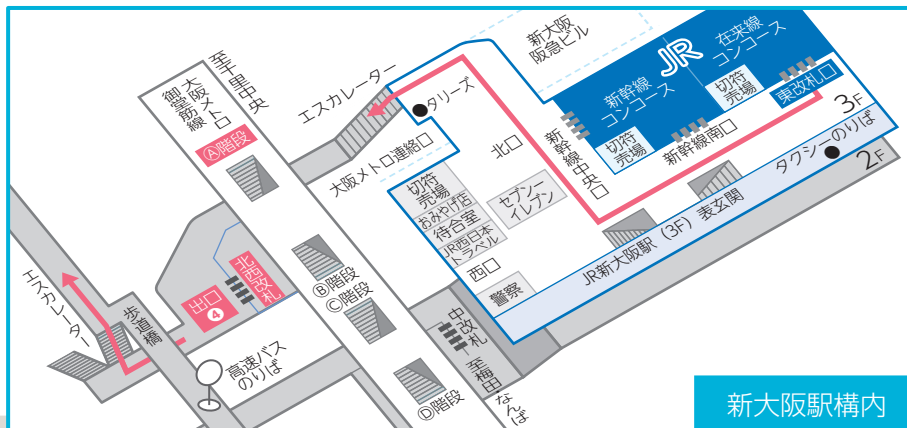 至千里中央
大阪メトロ
御堂筋線
Ⓐ階段
エスカレーター
タリーズ
新大阪
阪急ビル
JR
在来線
コンコース
新幹線
コンコース
切符
売場
切符
売場
東改札口
3F
新幹線南口
新幹線中央口
北口
タクシーのりば
2F
大阪メトロ連絡口
切符
売場
おみやげ店
待合室
JR西日本
トラベル
セブン-
イレブン
西口
警察
JR新大阪駅(3F)表玄関
Ⓑ階段
Ⓒ階段
中改札
至梅田
なんば
Ⓓ階段
北西改札
出口
❹
エスカレーター
歩道橋
高速バス
のりば
新大阪駅構内